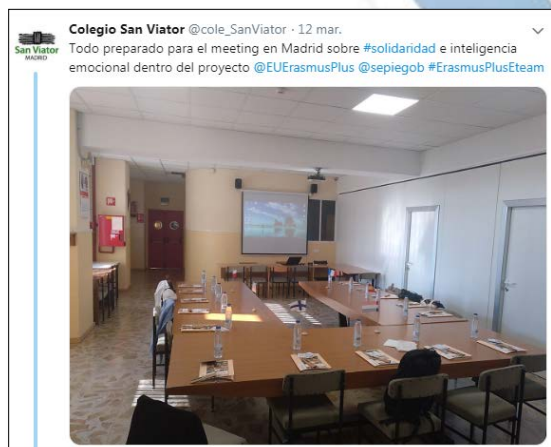 Colegio San Viator @cole_SanViator · 12 mar.
San Viator
MADRID
Todo preparado para el meeting en Madrid sobre #solidaridad e inteligencia
emocional dentro del proyecto @EUErasmusPlus @sepiegob #ErasmusPlusEteam